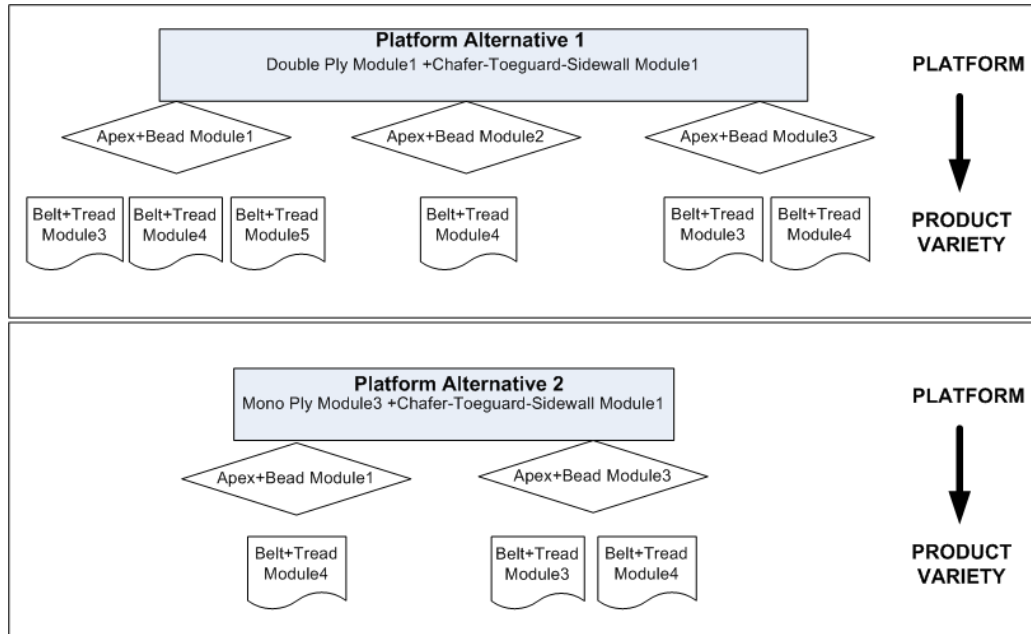 Platform Alternative 1
Double Ply Module1 +Chafer-Toeguard-Sidewall Module1
PLATFORM
Apex+Bead Module1
Apex+Bead Module2
Apex+Bead Module3
Belt+Tread
Module3
Belt+Tread
Module4
Belt+Tread
Module5
Belt+Tread
Module4
Belt+Tread
Module3
Belt+Tread
Module4
PRODUCT
VARIETY
Platform Alternative 2
Mono Ply Module3 +Chafer-Toeguard-Sidewall Module1
PLATFORM
Apex+Bead Module1
Apex+Bead Module3
Belt+Tread
Module4
Belt+Tread
Module3
Belt+Tread
Module4
PRODUCT
VARIETY